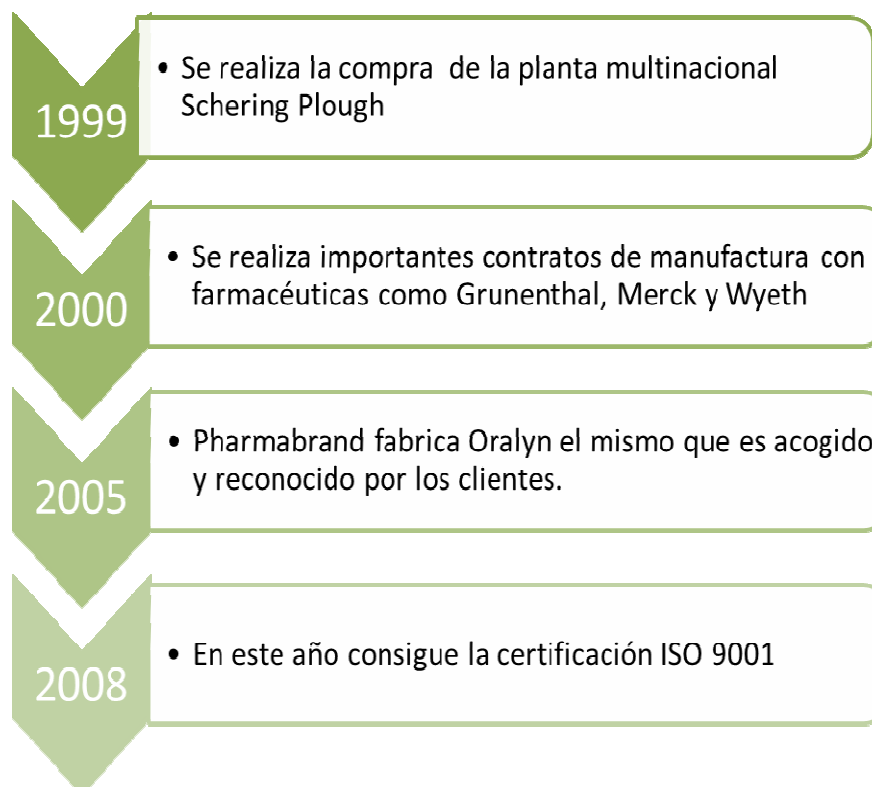 1999
• Se realiza la compra de la planta multinacional
Schering Plough
2000
• Se realiza importantes contratos de manufactura con
farmacéuticas como Grunenthal, Merck y Wyeth
2005
• Pharmabrand fabrica Oralyn el mismo que es acogido
y reconocido por los clientes.
2008
• En este año consigue la certificación ISO 9001